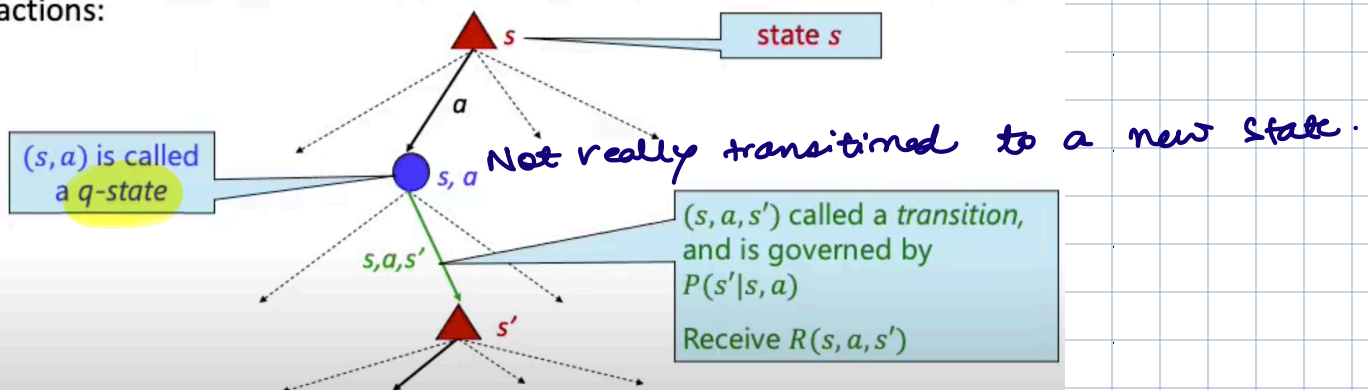 actions:
s
state s
a
(s, a) is called
a q-state
s, a
Not really transitioned to a new state.
(s, a, s′) called a transition,
and is governed by
P(s′|s, a)
Receive R(s, a, s′)
s,a,s′
s′